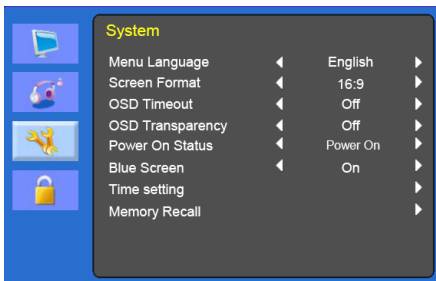 System
Menu Language English
Screen Format 16:9
OSD Timeout Off
OSD Transparency Off
Power On Status Power On
Blue Screen On
Time setting
Memory Recall